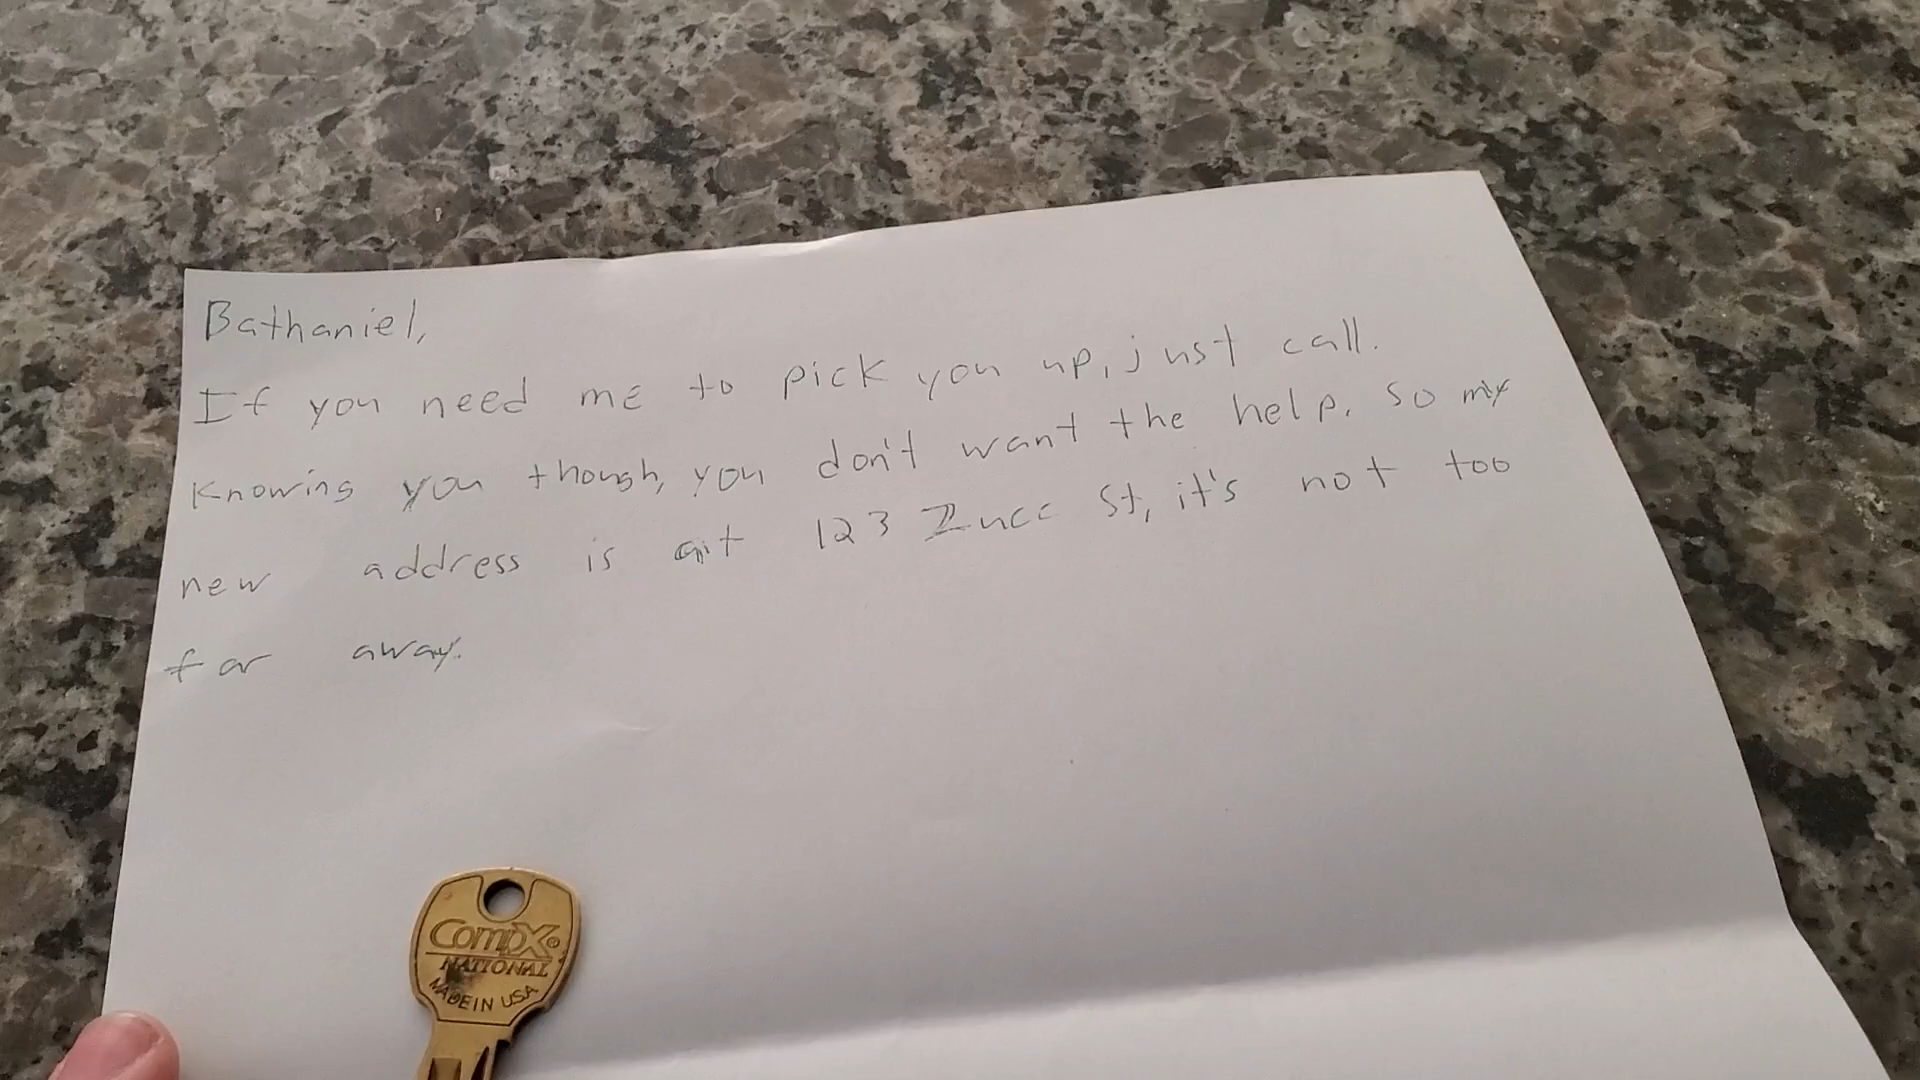 Bathaniel,
If you need me to pick you up, just call.
Knowing you though, you don't want the help. So my
new address is at 123 Zucc St, it's not too
far away.
CompX®
NATIONAL
MADE IN USA